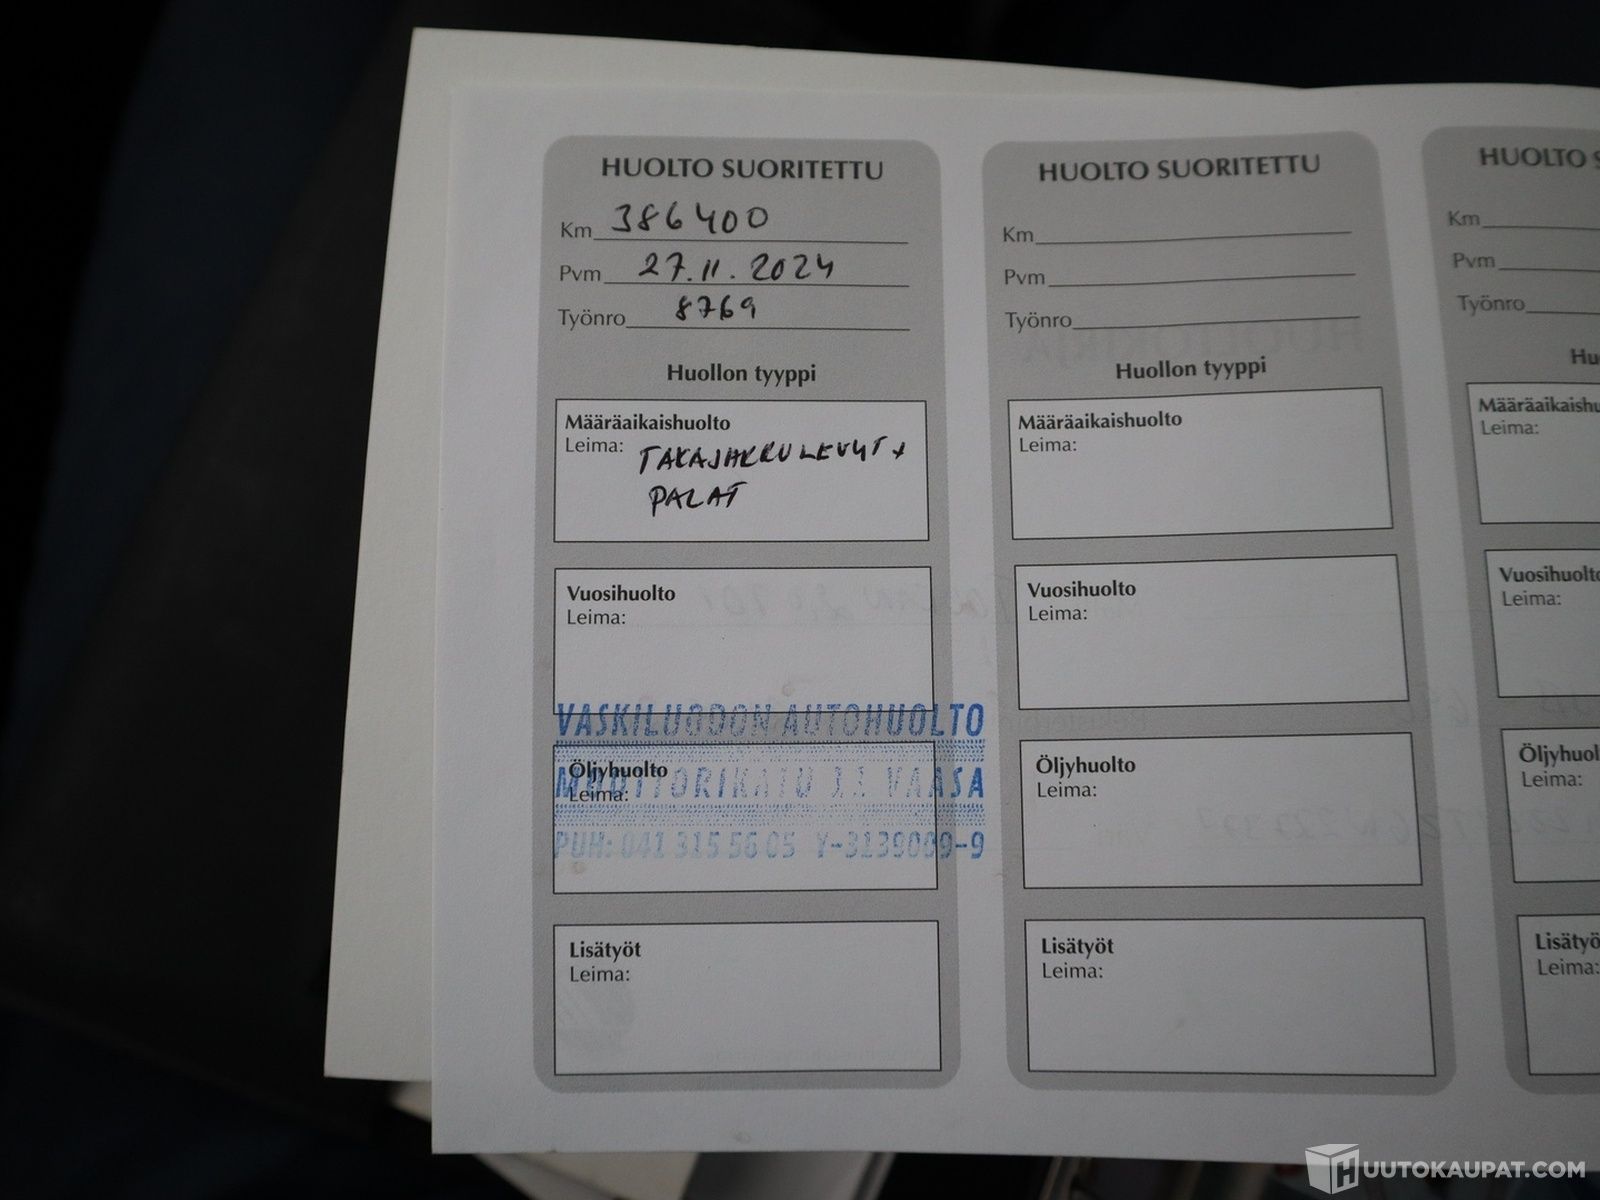 HUOLTO SUORITETTU
Km 386400
Pvm 27.11.2024
Työnro 8769
Huollon tyyppi
Määräaikaishuolto
Leima: TAKAJARRULEVYT +
PALAT
Vuosihuolto
Leima:
VASKILUODON AUTOHUOLTO
Öljyhuolto
MOOTTORIKATU 11 VAASA
Leima:
PUH: 041 315 56 05 Y-3139089-9
Lisätyöt
Leima:
HUOLTO SUORITETTU
Km
Pvm
Työnro
Huollon tyyppi
Määräaikaishuolto
Leima:
Vuosihuolto
Leima:
Öljyhuolto
Leima:
Lisätyöt
Leima:
HUOLTO S
Km
Pvm
Työnro
Hu
Määräaikaishu
Leima:
Vuosihuolto
Leima:
Öljyhuol
Leima:
Lisätyö
Leima:
HUUTOKAUPAT.COM